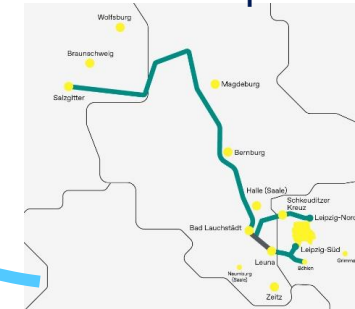 Wolfsburg
Braunschweig
Salzgitter
Magdeburg
Bernburg
Halle (Saale)
Schkeuditzer
Kreuz
Leipzig-Nord
Bad Lauchstädt
Leipzig-Süd
Leuna
Böhlen
Grimma
Naumburg
(Saale)
Zeitz